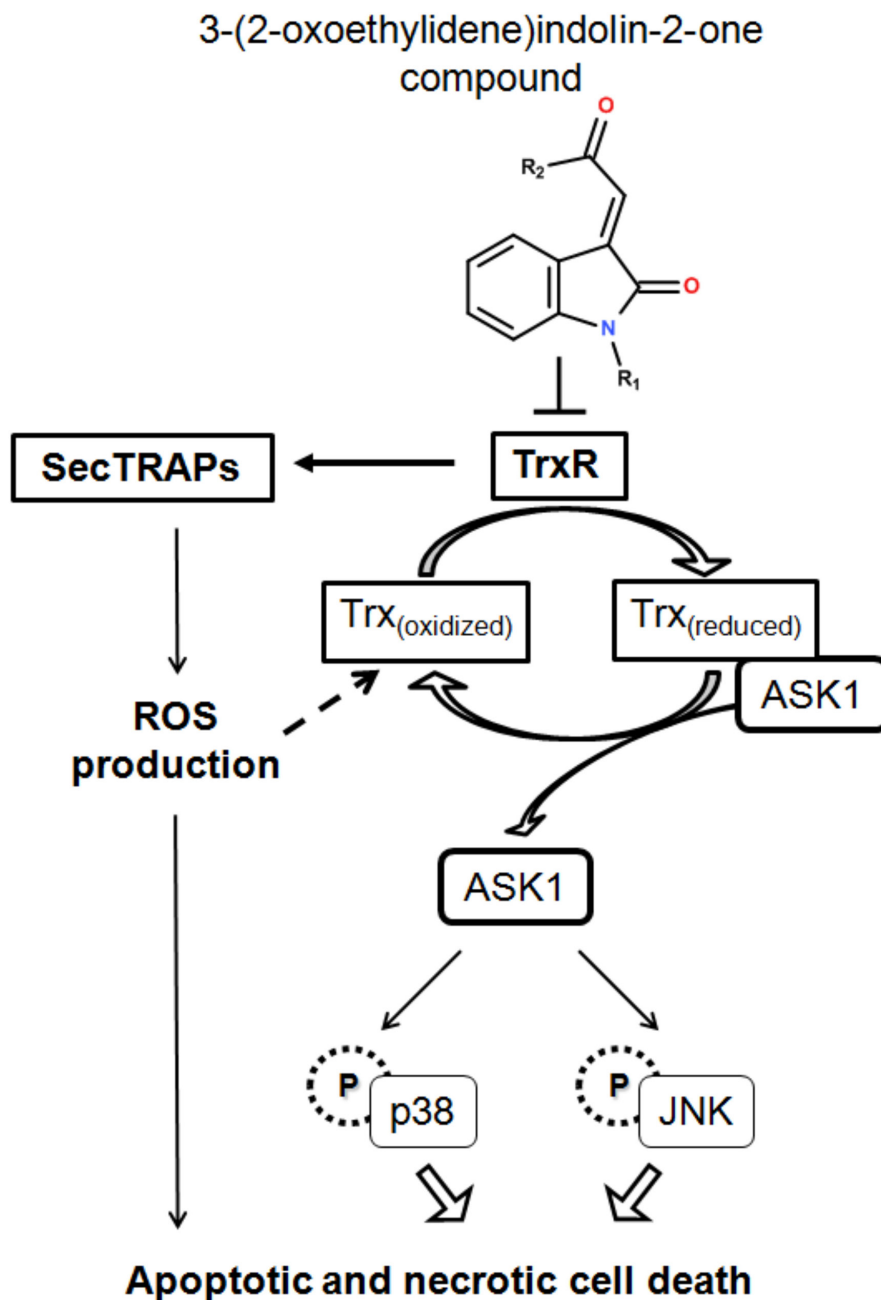 3-(2-oxoethylidene)indolin-2-one
compound
O
R2
O
N
R1
SecTRAPs
TrxR
Trx(oxidized)
Trx(reduced)
ASK1
ROS
production
ASK1
P
p38
P
JNK
Apoptotic and necrotic cell death